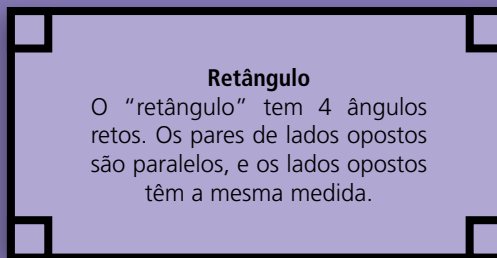 Retângulo
O “retângulo” tem 4 ângulos
retos. Os pares de lados opostos
são paralelos, e os lados opostos
têm a mesma medida.